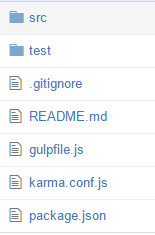 src
test
.gitignore
README.md
gulpfile.js
karma.conf.js
package.json